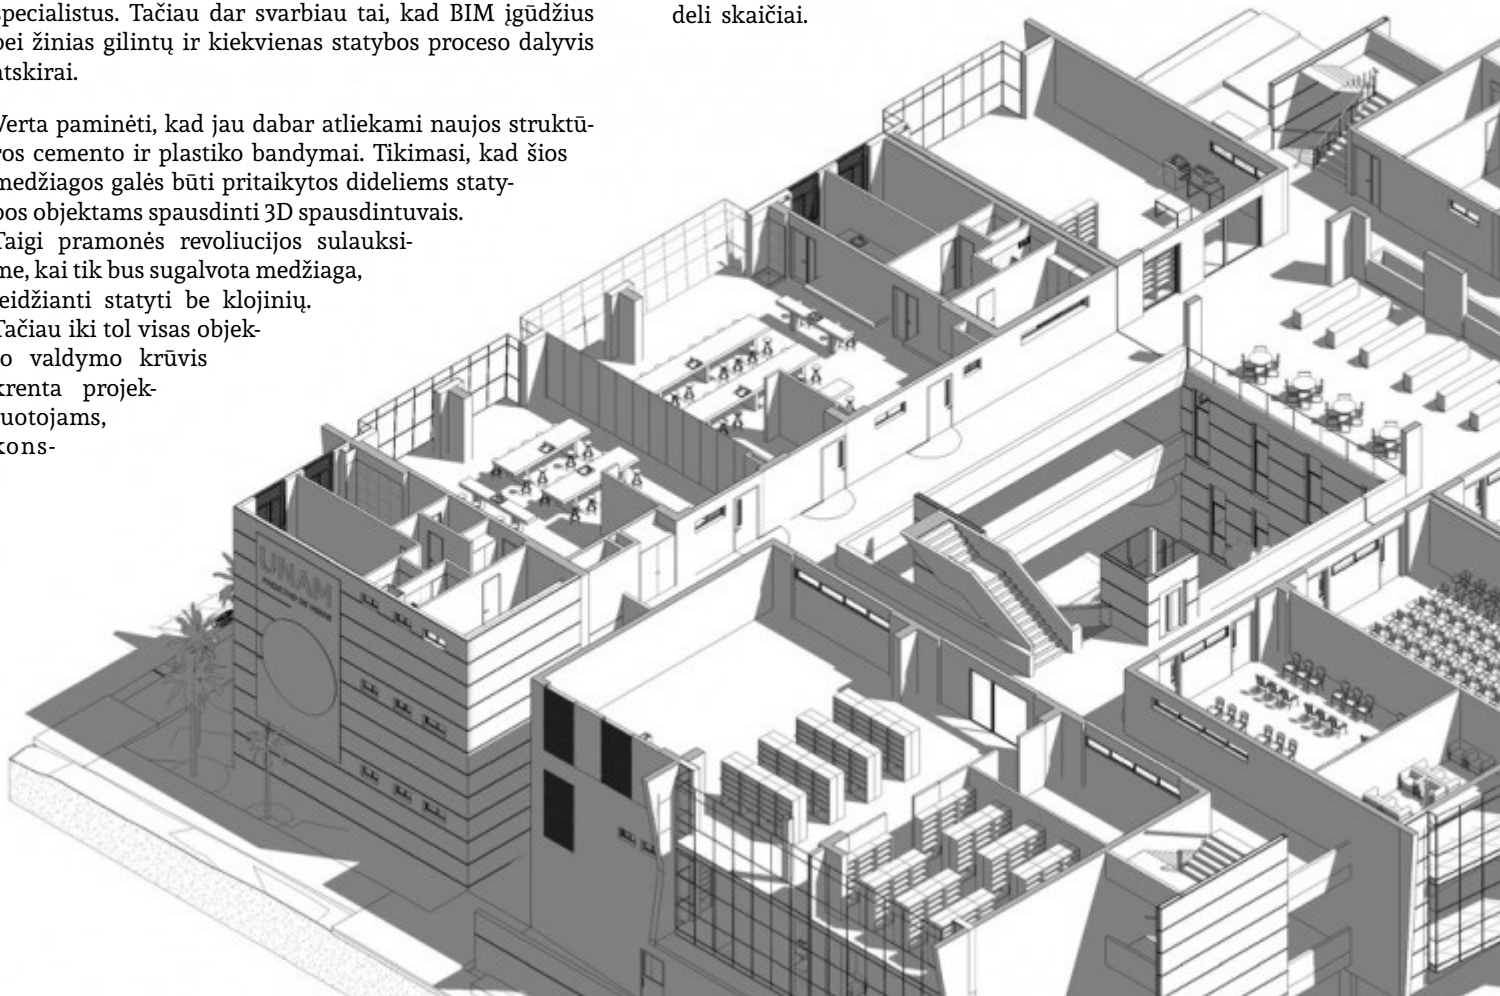 specialistus. Tačiau dar svarbiau tai, kad BIM įgūdžius
bei žinias gilintų ir kiekvienas statybos proceso dalyvis
atskirai.
Verta paminėti, kad jau dabar atliekami naujos struktū-
ros cemento ir plastiko bandymai. Tikimasi, kad šios
medžiagos galės būti pritaikytos dideliems staty-
bos objektams spausdinti 3D spausdintuvais.
Taigi pramonės revoliucijos sulauksi-
me, kai tik bus sugalvota medžiaga,
leidžianti statyti be klojinių.
Tačiau iki tol visas objek-
to valdymo krūvis
krenta projek-
tuotojams,
kons-
deli skaičiai.
UNAM